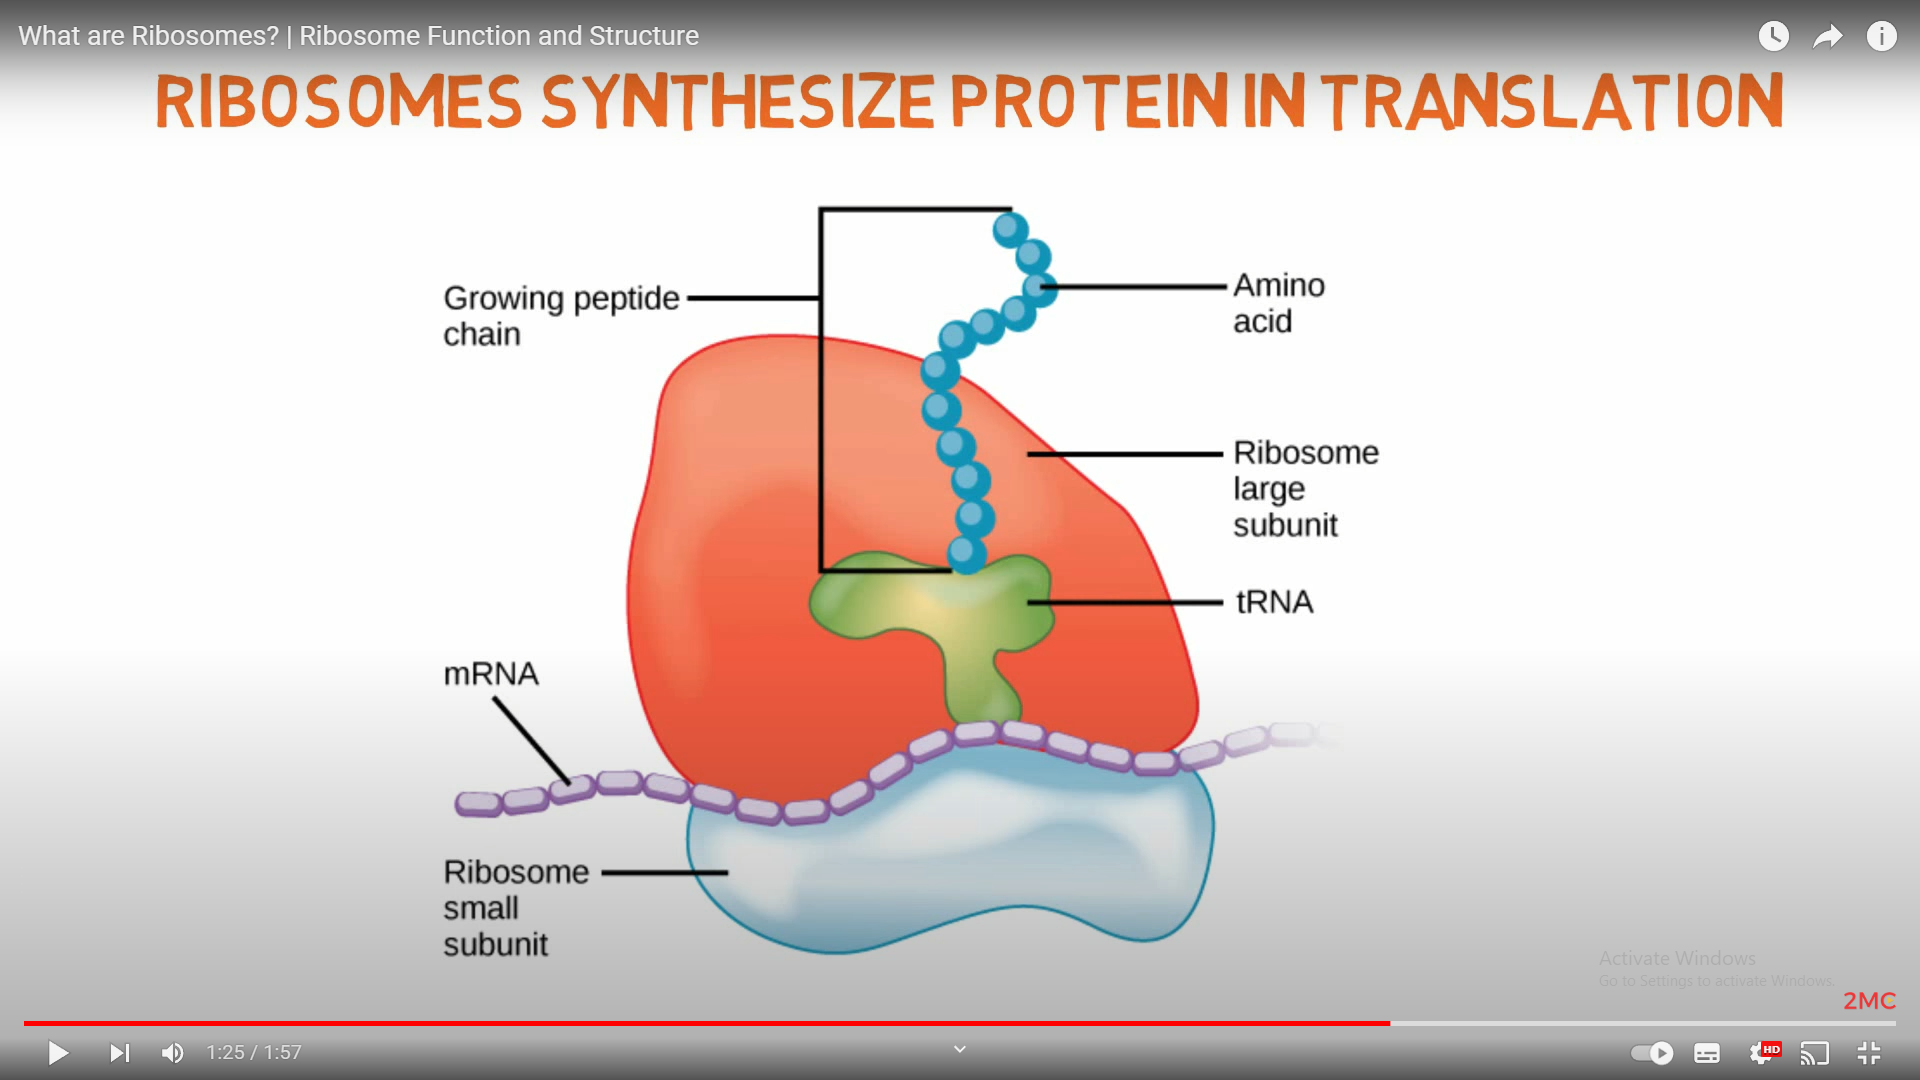 What are Ribosomes? | Ribosome Function and Structure
RIBOSOMES SYNTHESIZE PROTEIN IN TRANSLATION
Growing peptide
chain
Amino
acid
Ribosome
large
subunit
tRNA
mRNA
Ribosome
small
subunit
Activate Windows
Go to Settings to activate Windows.
2MC
1:25 / 1:57
HD